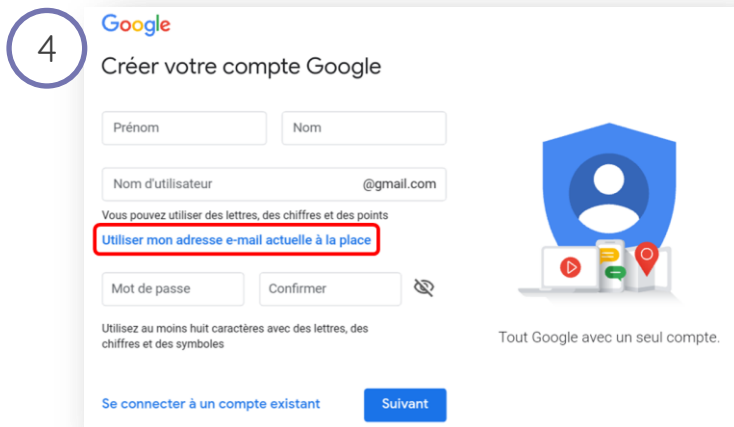 4
Google
Créer votre compte Google
Prénom
Nom
Nom d'utilisateur
@gmail.com
Vous pouvez utiliser des lettres, des chiffres et des points
Utiliser mon adresse e-mail actuelle à la place
Mot de passe
Confirmer
Utilisez au moins huit caractères avec des lettres, des
chiffres et des symboles
Tout Google avec un seul compte.
Se connecter à un compte existant
Suivant